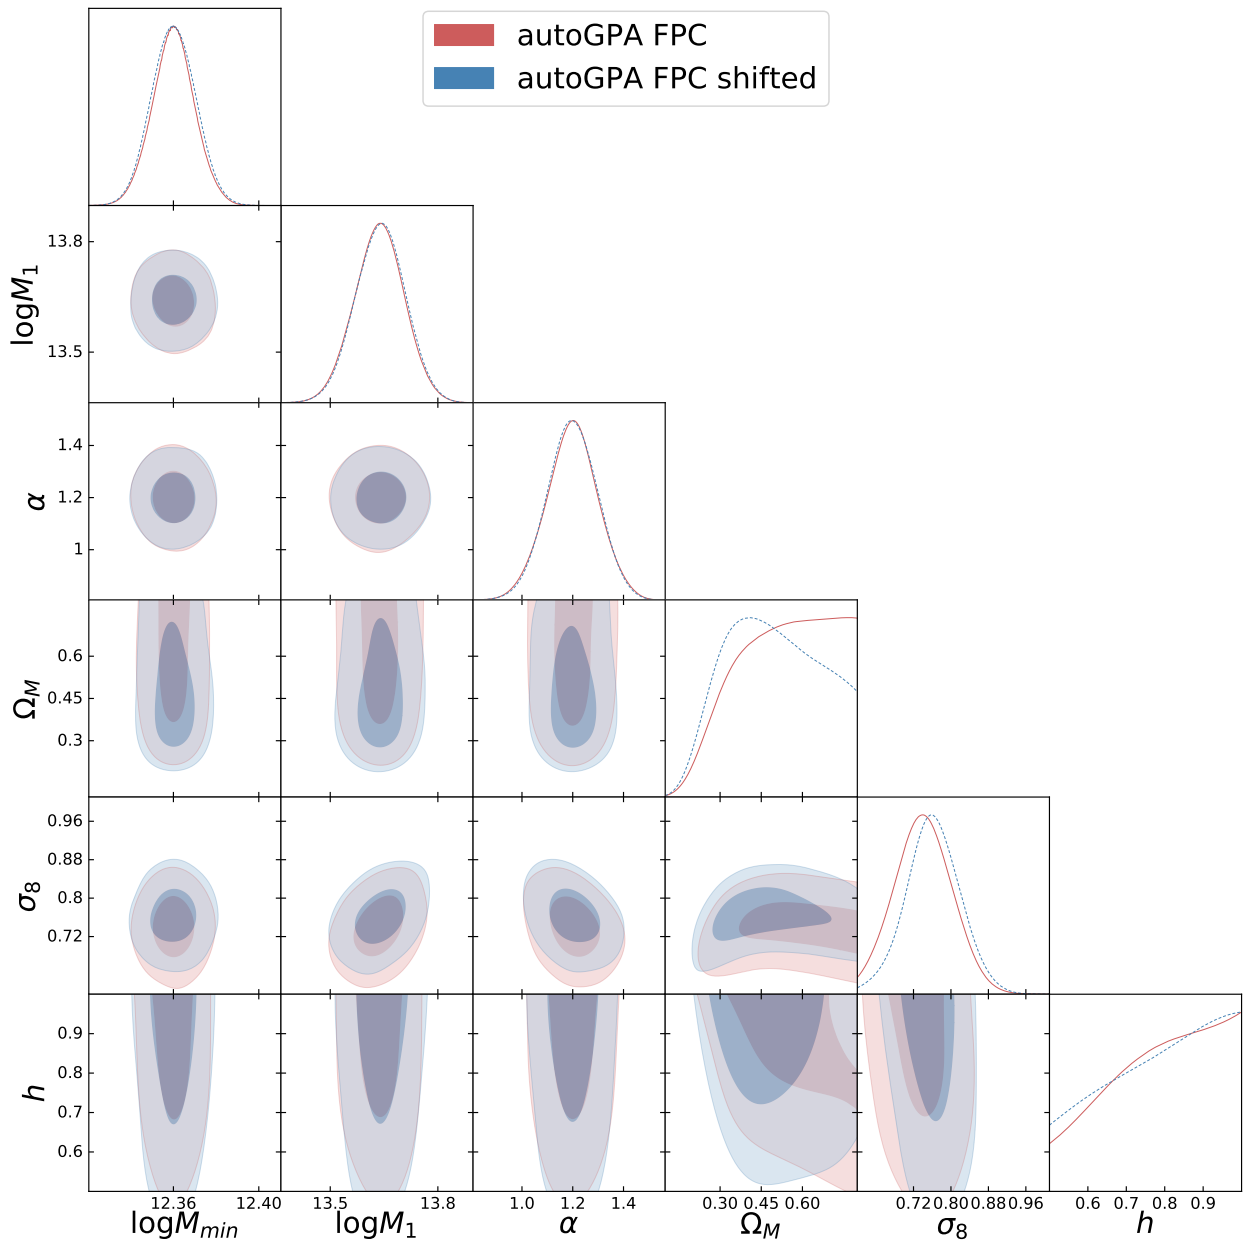 autoGPA FPC
autoGPA FPC shifted
13.8
13.5
logM₁
1.4
1.2
1
α
0.6
0.45
0.3
Ω_M
0.96
0.88
0.8
0.72
σ₈
0.9
0.8
0.7
0.6
h
12.36 12.40 13.5 13.8 1.0 1.2 1.4 0.30 0.45 0.60 0.72 0.80 0.88 0.96 0.6 0.7 0.8 0.9
logM_min logM₁ α Ω_M σ₈ h